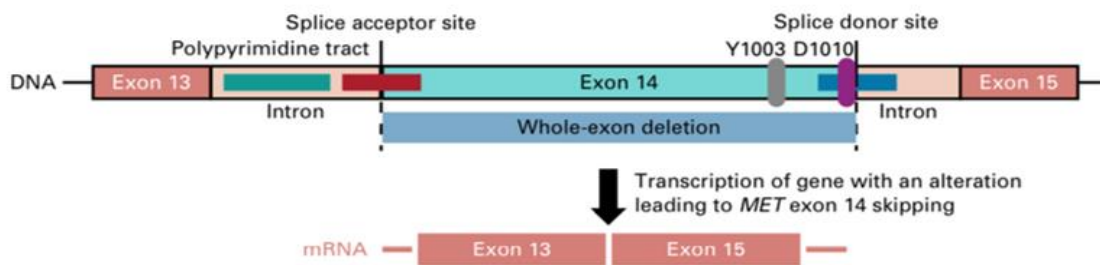 Splice acceptor site
Splice donor site
Polypyrimidine tract
Y1003 D1010
DNA
Exon 13
Exon 14
Exon 15
Intron
Intron
Whole-exon deletion
Transcription of gene with an alteration
leading to MET exon 14 skipping
mRNA
Exon 13
Exon 15